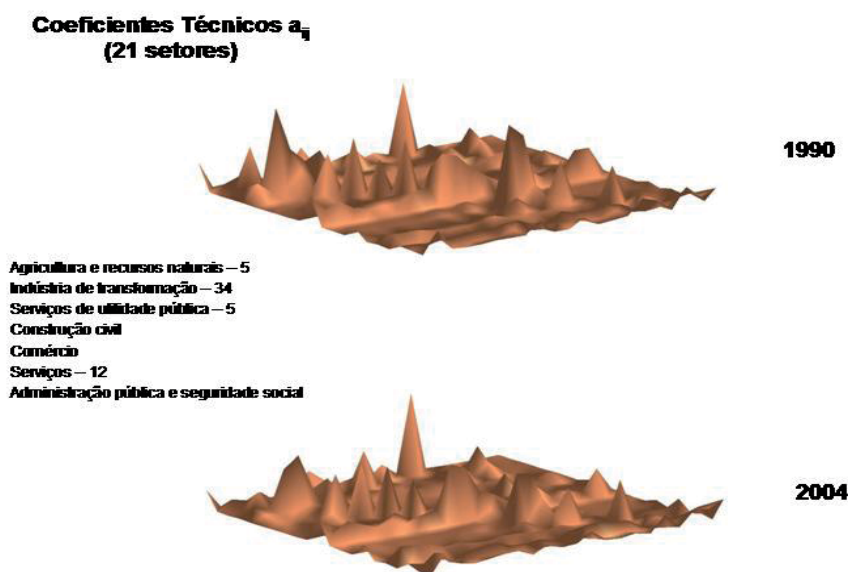 Coeficientes Técnicos aij
(21 setores)
1990
Agricultura e recursos naturais – 5
Indústria de transformação – 34
Serviços de utilidade pública – 5
Construção civil
Comércio
Serviços – 12
Administração pública e seguridade social
2004